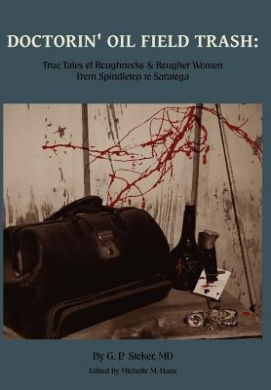 DOCTORIN' OIL FIELD TRASH:
True Tales of Roughnecks & Rougher Women
From Spindletop to Saratoga
By G. P. Stoker, MD
Edited by Michelle M. Haas